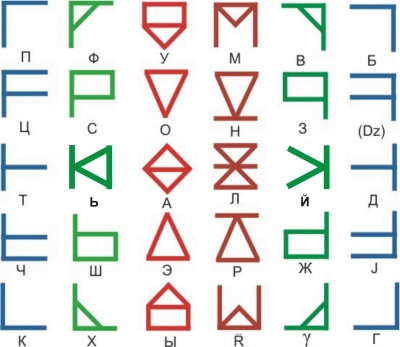 П Ф У М В Б
Ц С О Н З (Dz)
Т Ь А Л Й Д
Ч Ш Э Р Ж J
К Х Ы Ř γ Г